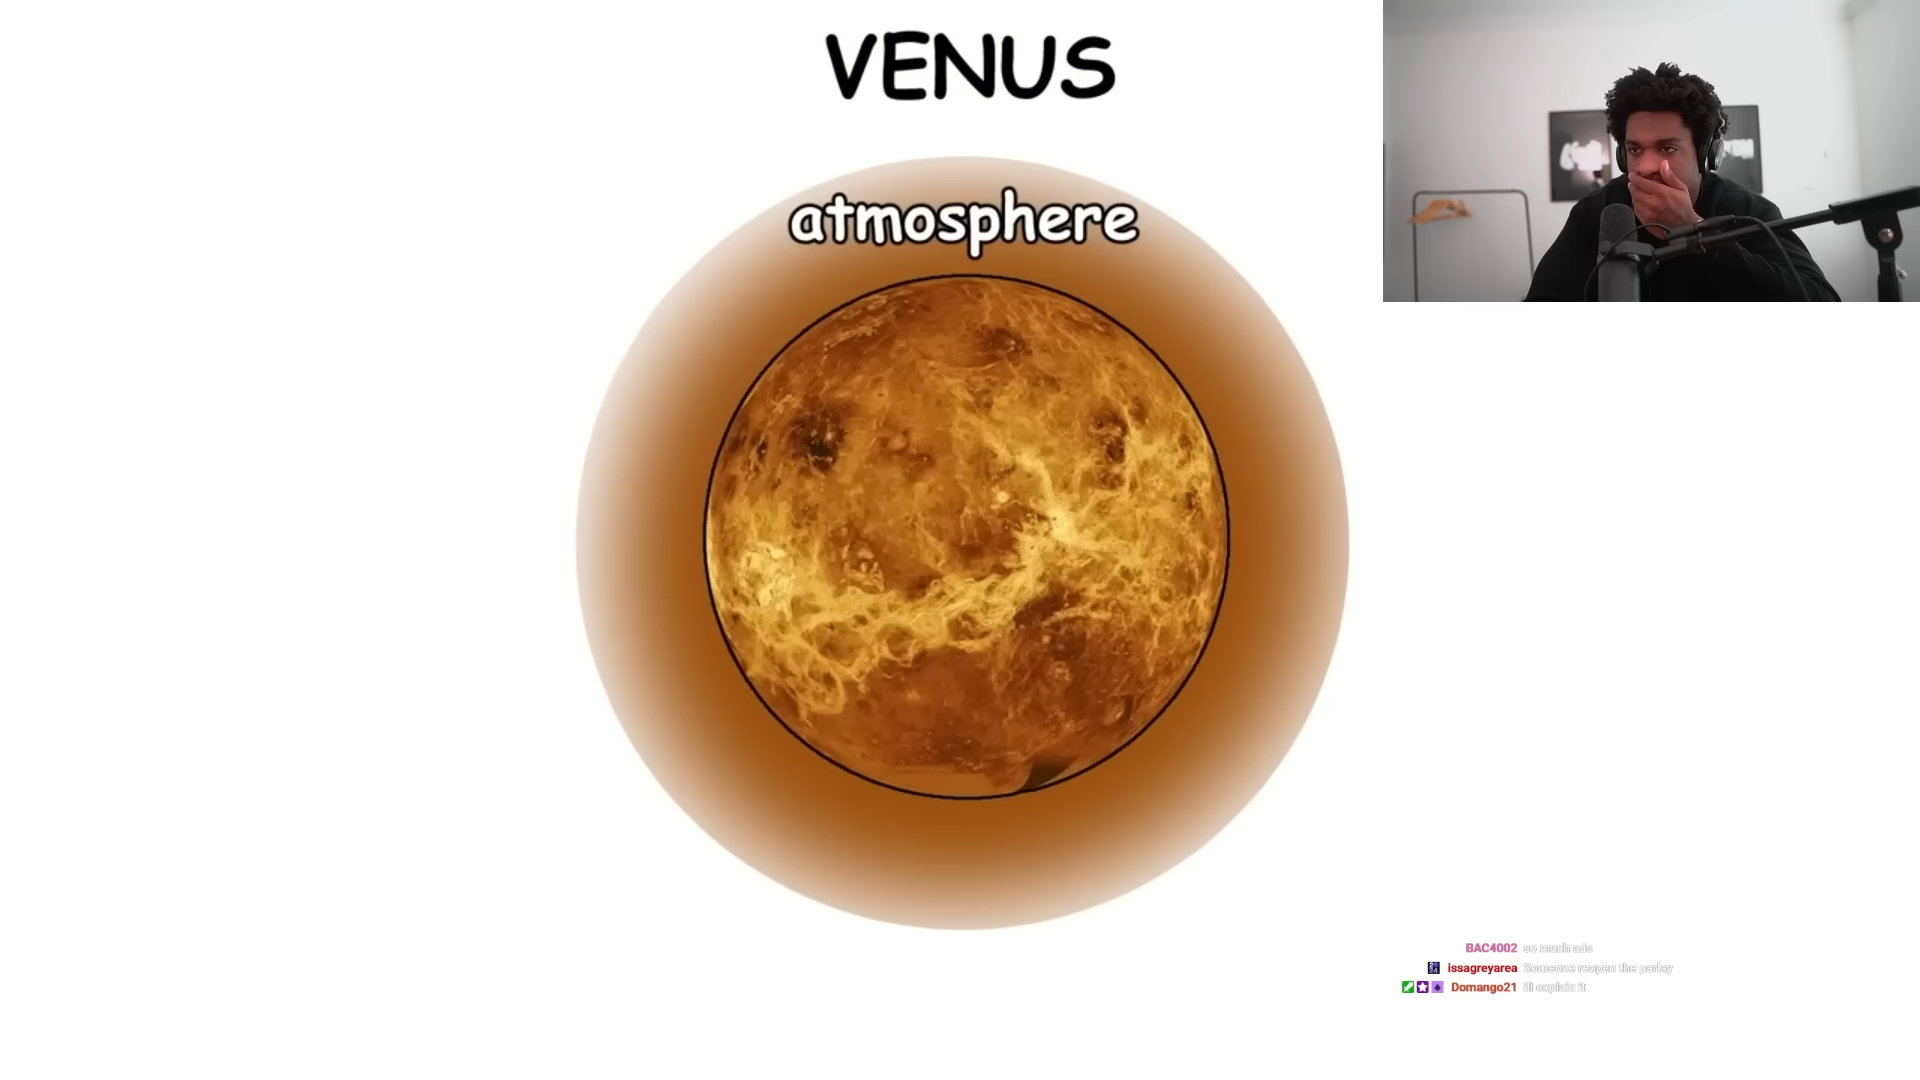 VENUS
atmosphere
BAC4002 so much ads
issagreyarea Someone reopen the parlay
Domango21 ill explain it